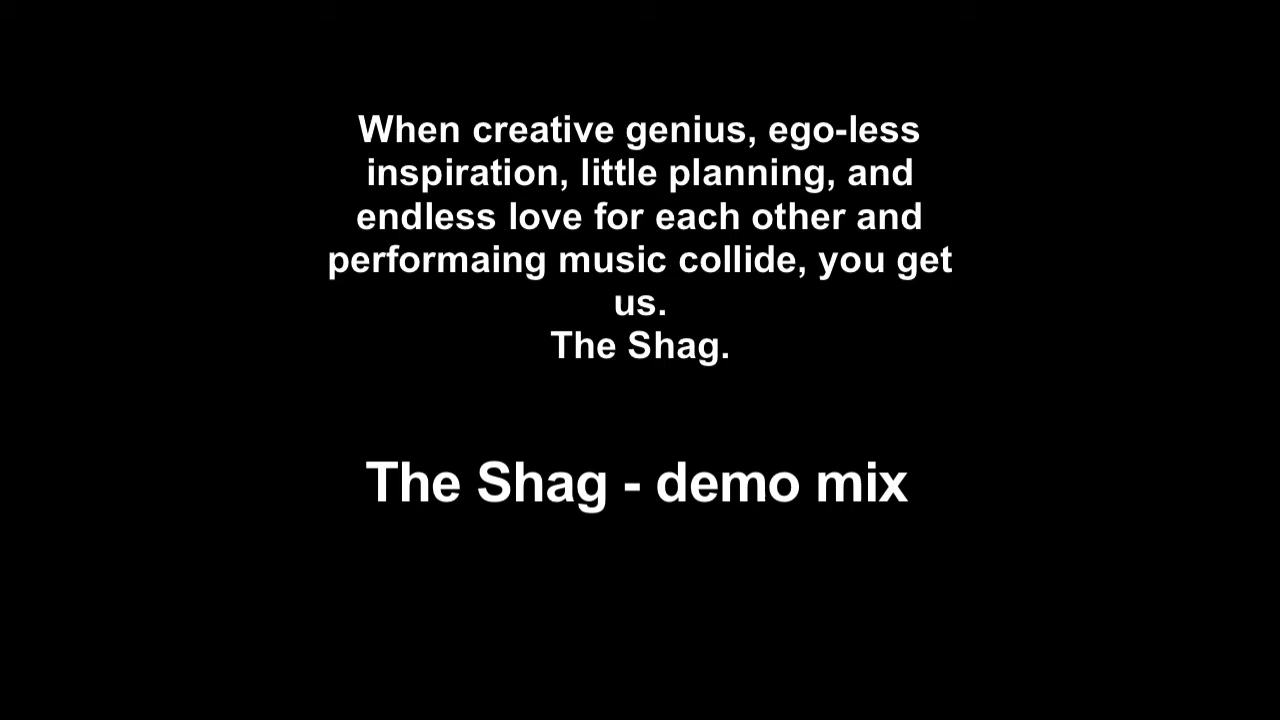 When creative genius, ego-less
inspiration, little planning, and
endless love for each other and
performaing music collide, you get
us.
The Shag.
The Shag - demo mix